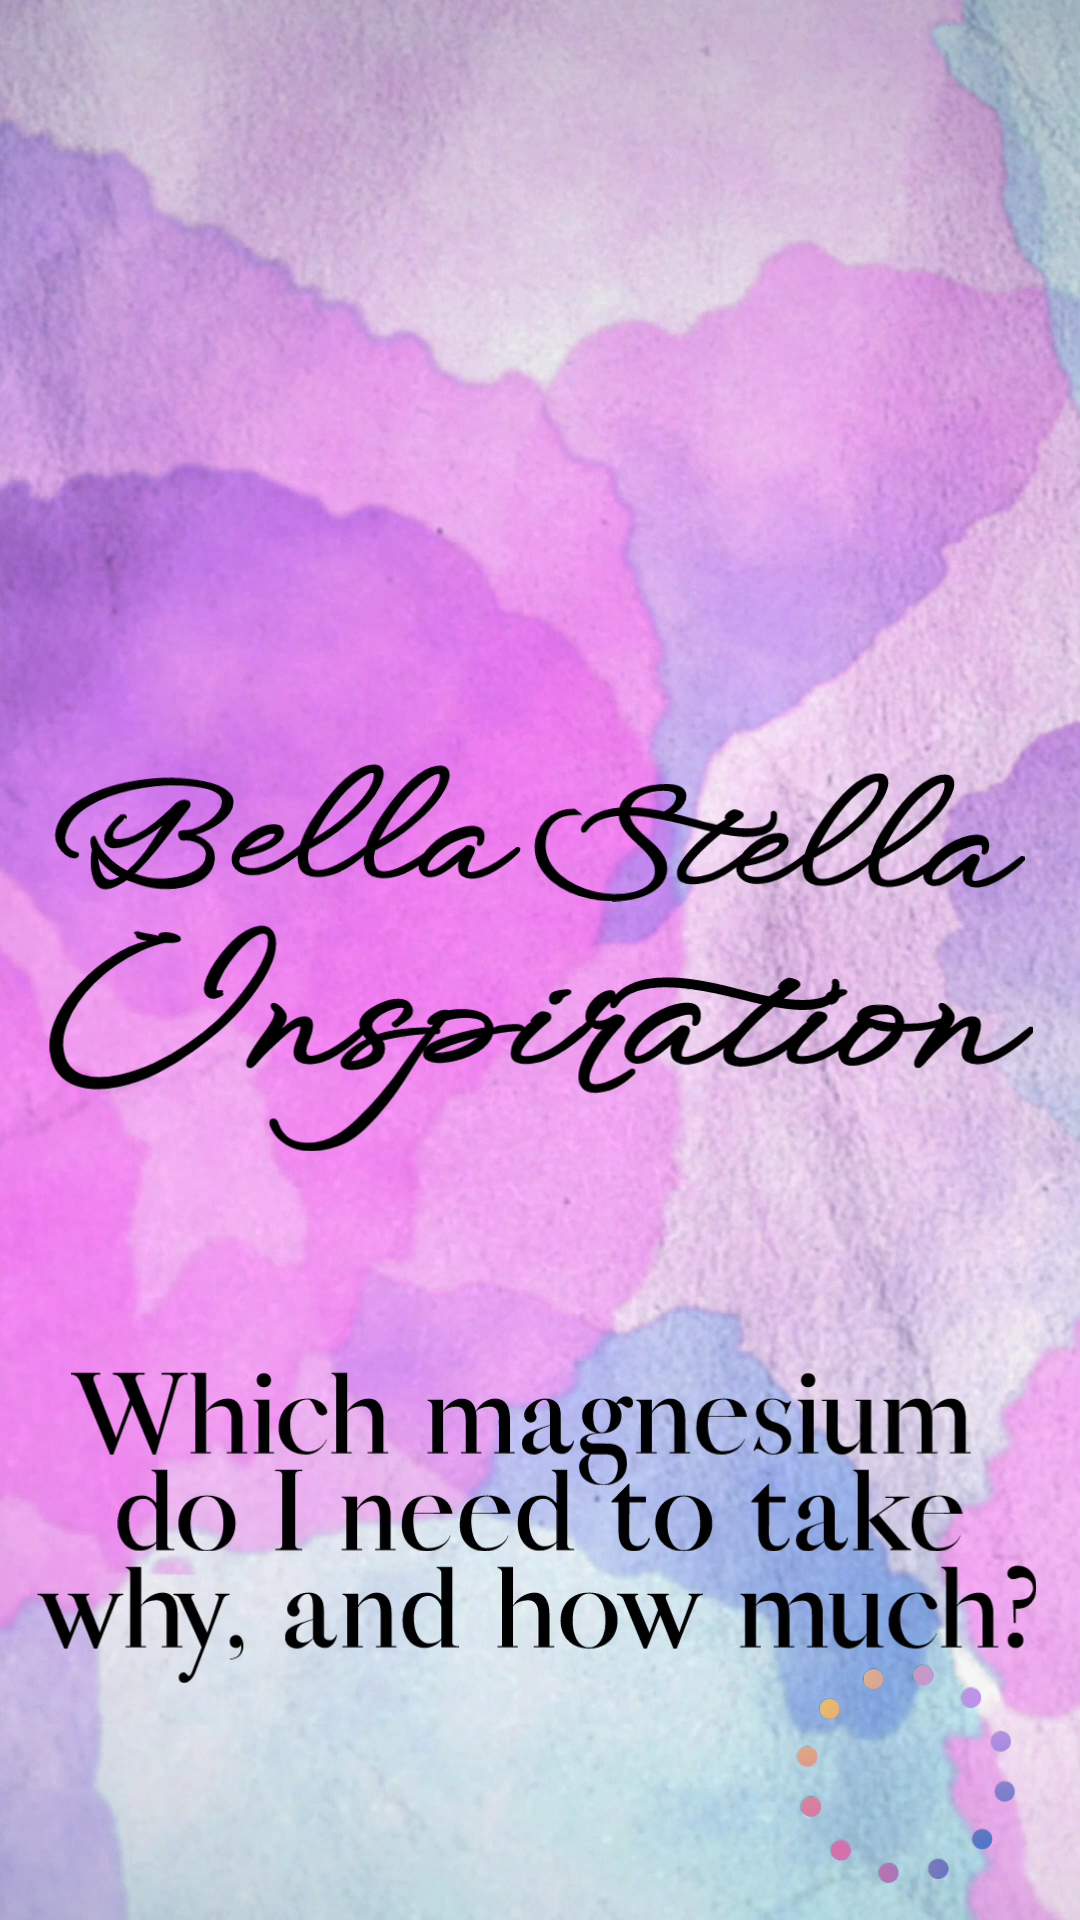 Bella Stella
Inspiration
Which magnesium
do I need to take
why, and how much?